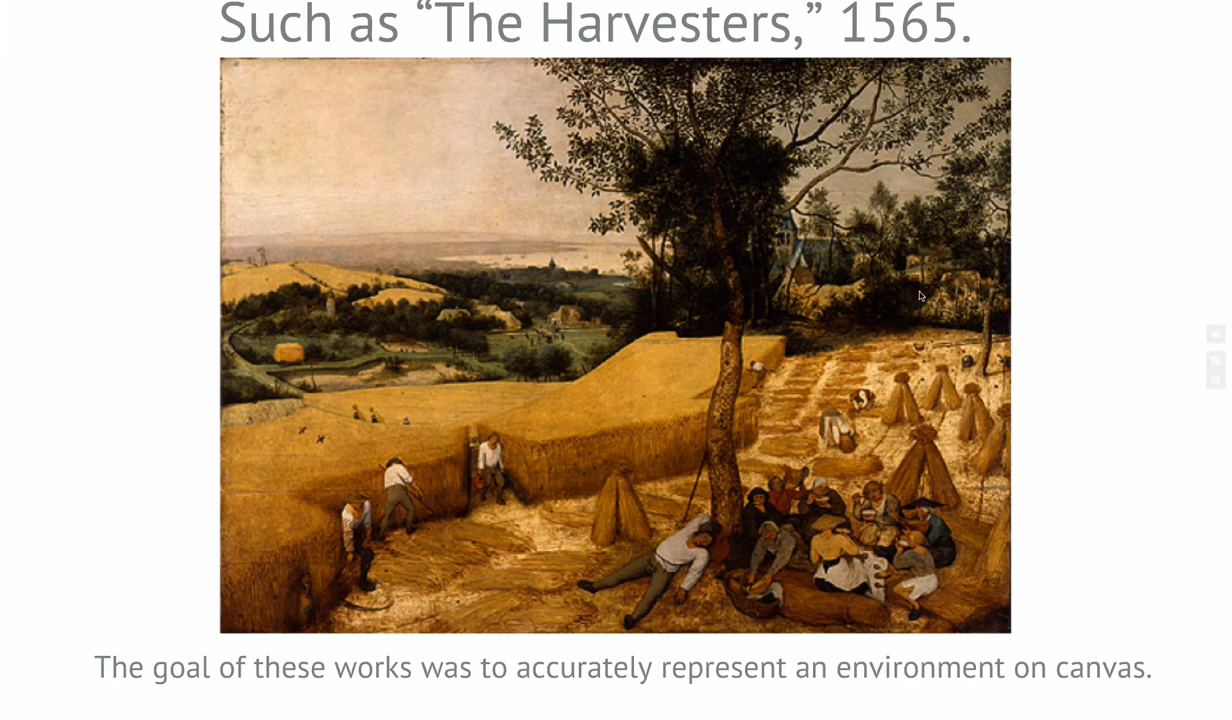 Such as “The Harvesters,” 1565.
The goal of these works was to accurately represent an environment on canvas.